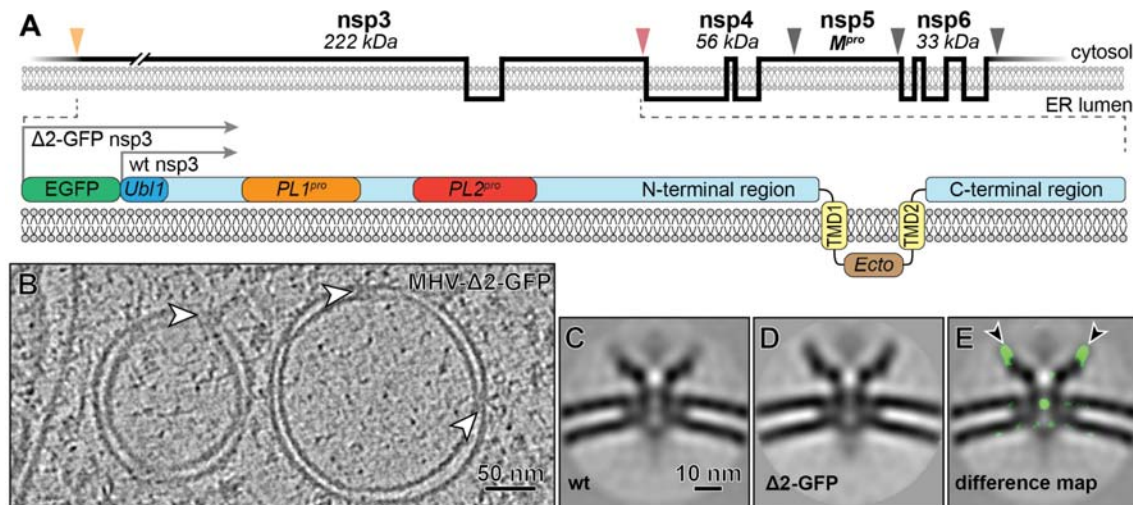 A
nsp3
222 kDa
nsp4
56 kDa
nsp5
Mᵖʳᵒ
nsp6
33 kDa
cytosol
ER lumen
Δ2-GFP nsp3
wt nsp3
EGFP
Ubl1
PL1ᵖʳᵒ
PL2ᵖʳᵒ
N-terminal region
TMD1
Ecto
TMD2
C-terminal region
B
MHV-Δ2-GFP
50 nm
C
wt
10 nm
D
Δ2-GFP
E
difference map